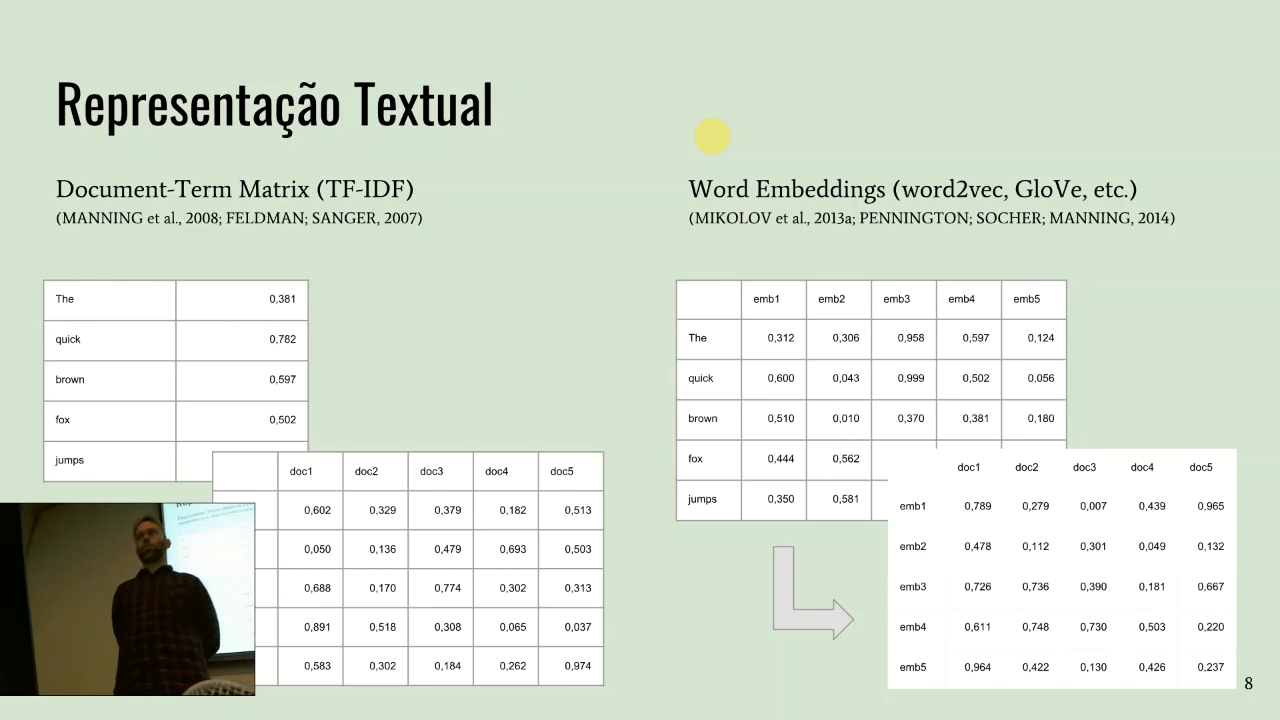 Representação Textual
Document-Term Matrix (TF-IDF)
(MANNING et al., 2008; FELDMAN; SANGER, 2007)
The 0,381
quick 0,782
brown 0,597
fox 0,502
jumps
doc1 doc2 doc3 doc4 doc5
0,602 0,329 0,379 0,182 0,513
0,050 0,136 0,479 0,693 0,503
0,688 0,170 0,774 0,302 0,313
0,891 0,518 0,308 0,065 0,037
0,583 0,302 0,184 0,262 0,974
Word Embeddings (word2vec, GloVe, etc.)
(MIKOLOV et al., 2013a; PENNINGTON; SOCHER; MANNING, 2014)
emb1 emb2 emb3 emb4 emb5
The 0,312 0,306 0,958 0,597 0,124
quick 0,600 0,043 0,999 0,502 0,056
brown 0,510 0,010 0,370 0,381 0,180
fox 0,444 0,562
jumps 0,350 0,581
doc1 doc2 doc3 doc4 doc5
emb1 0,789 0,279 0,007 0,439 0,965
emb2 0,478 0,112 0,301 0,049 0,132
emb3 0,726 0,736 0,390 0,181 0,667
emb4 0,611 0,748 0,730 0,503 0,220
emb5 0,964 0,422 0,130 0,426 0,237
8